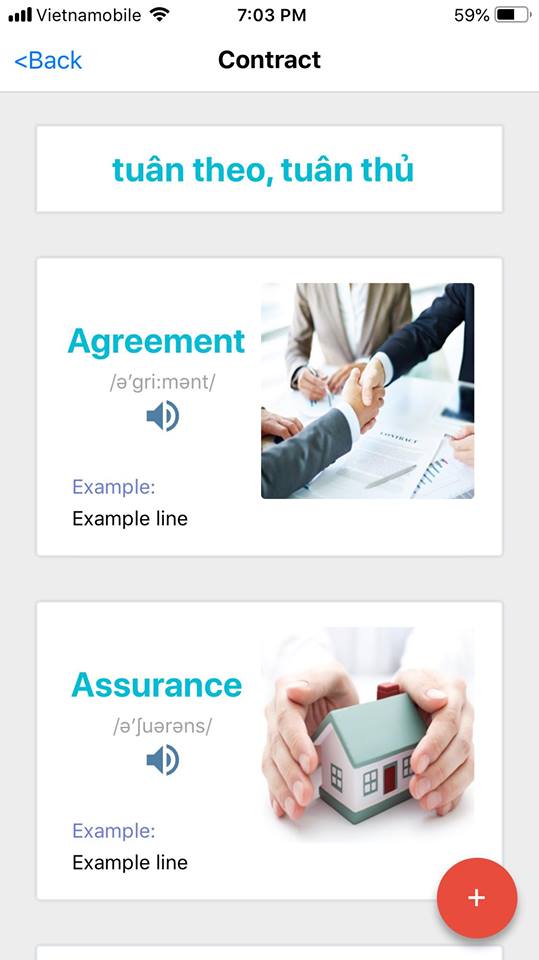 Vietnamobile 7:03 PM 59%
<Back Contract
tuân theo, tuân thủ
Agreement
/ə'gri:mənt/
CONTRACT
Example:
Example line
Assurance
/ə'ʃuərəns/
Example:
Example line
+